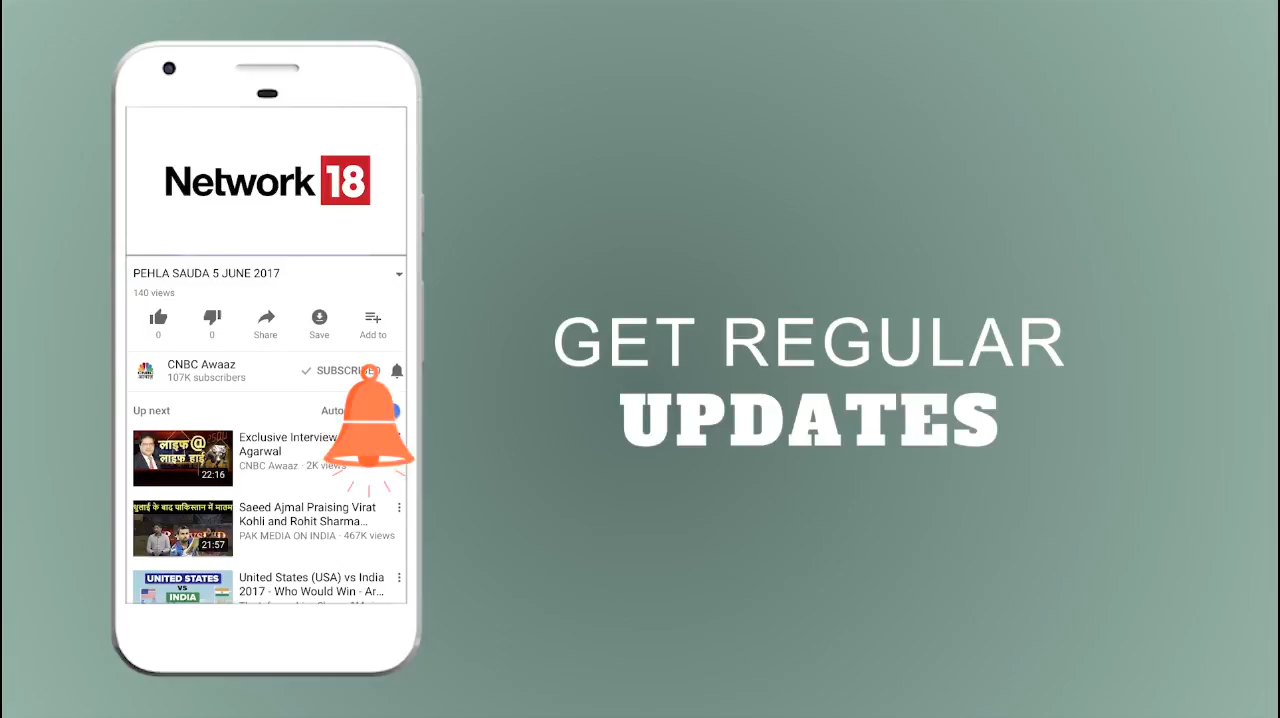 Network 18
PEHLA SAUDA 5 JUNE 2017
140 views
0
0
Share
Save
Add to
CNBC Awaaz
107K subscribers
Up next
लाइफ@
लाइफ हाई
22:16
Exclusive Interview
Agarwal
CNBC Awaaz · 2K views
के बाद पाकिस्तान में मातम
21:57
Saeed Ajmal Praising Virat
Kohli and Rohit Sharma...
PAK MEDIA ON INDIA · 467K views
UNITED STATES
VS
INDIA
United States (USA) vs India
2017 - Who Would Win - Ar...
GET REGULAR
UPDATES